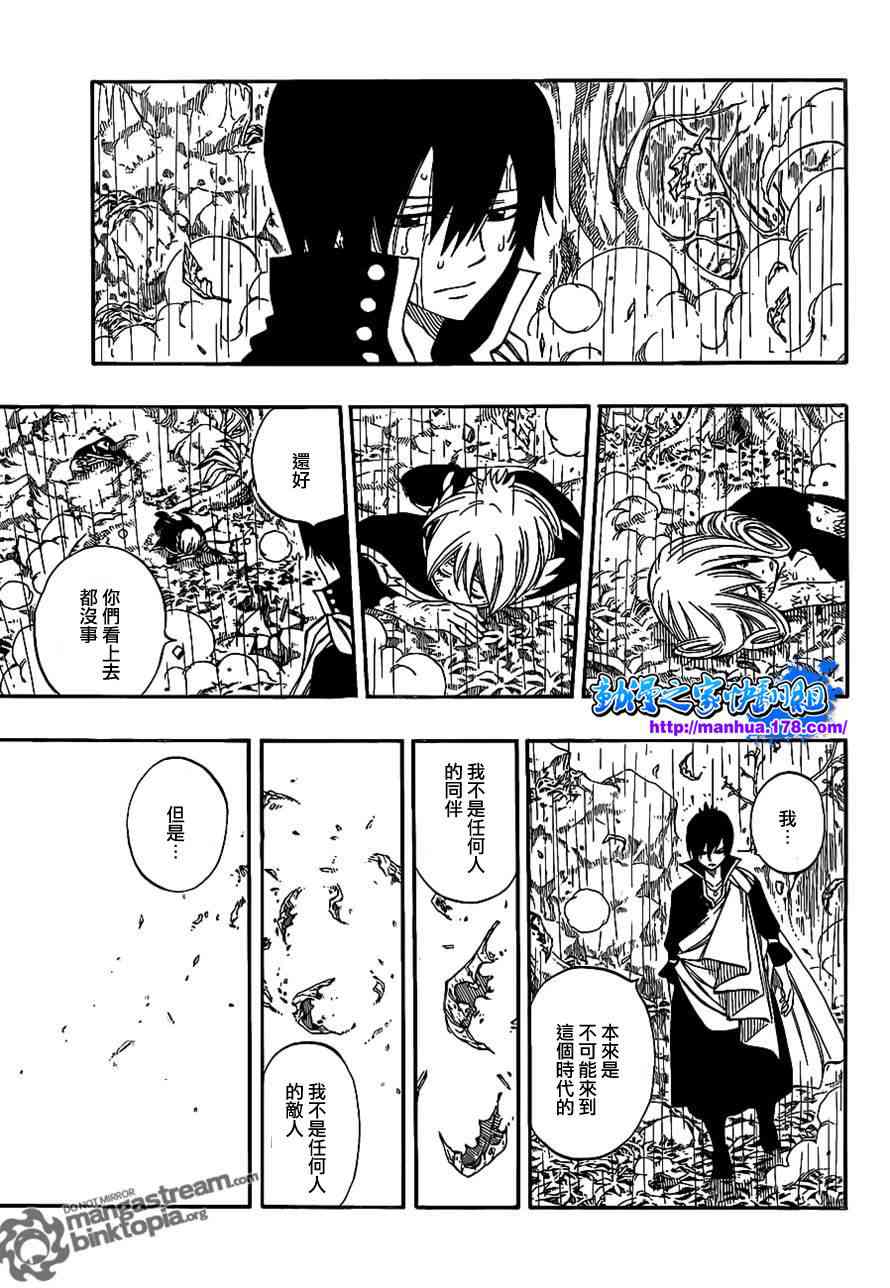 還好
你們看上去
都沒事
動漫之家快翻組
http://manhua.178.com/
我…
本來是
不可能來到
這個時代的
我不是任何人
的同伴
我不是任何人
的敵人
但是…
DO NOT MIRROR
mangastream.com
binktopia.org